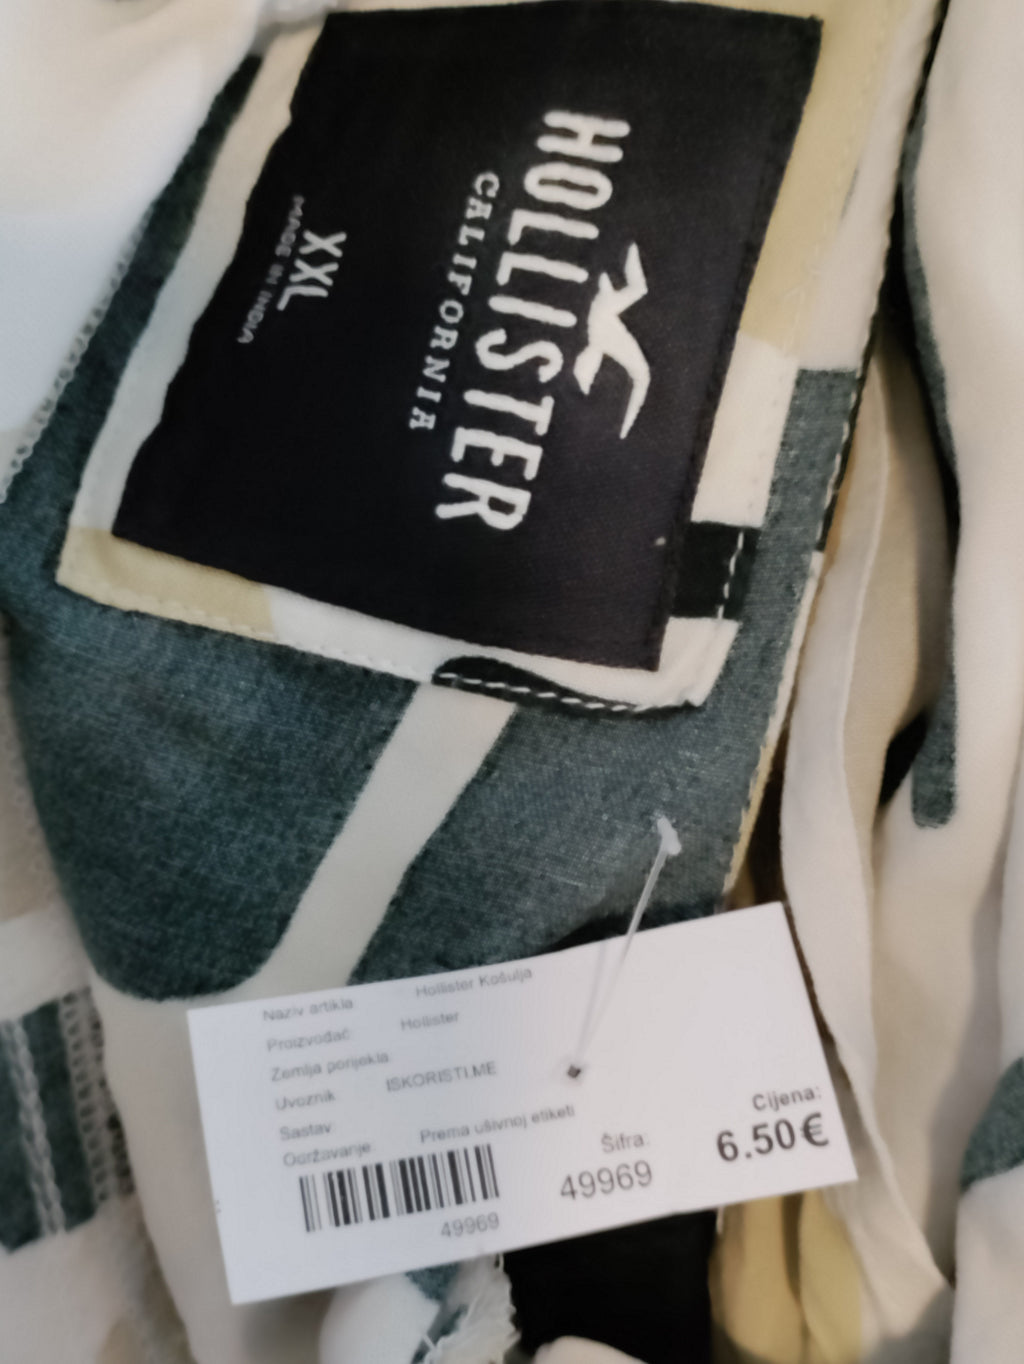 HOLLISTER
CALIFORNIA
XXL
MADE IN INDIA
Naziv artikla Hollister Košulja
Proizvođač: Hollister
Zemlja porijekla:
Uvoznik: ISKORISTI.ME
Sastav:
Održavanje: Prema ušivnoj etiketi
Šifra: Cijena:
49969 6.50€
49969